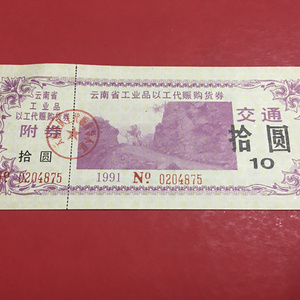 云南省
工业品
以工代赈购货券
附券
拾圆
Nº 0204875
云南省工业品以工代赈购货券
交通
拾圆
10
1991 Nº 0204875